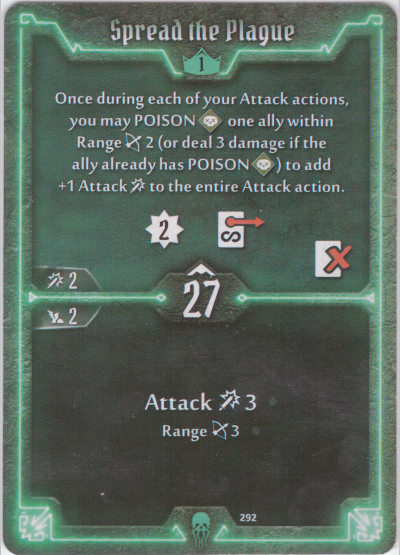 Spread the Plague
1
Once during each of your Attack actions,
you may POISON one ally within
Range 2 (or deal 3 damage if the
ally already has POISON ) to add
+1 Attack to the entire Attack action.
2
2
27
2
Attack 3
Range 3
292